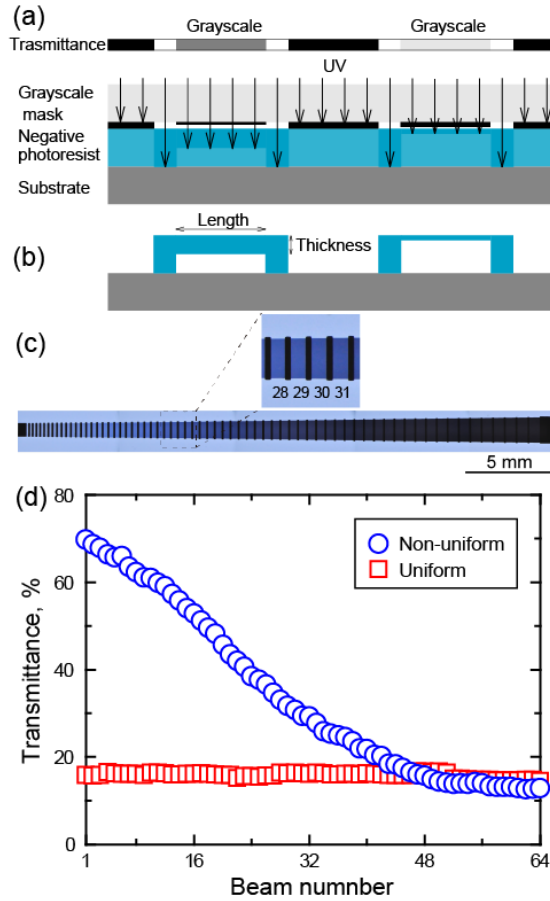 (a)
Grayscale
Grayscale
Trasmittance
UV
Grayscale
mask
Negative
photoresist
Substrate
Length
Thickness
(b)
(c)
28 29 30 31
5 mm
(d)
80
60
40
20
0
Transmittance, %
Non-uniform
Uniform
1 16 32 48 64
Beam numnber